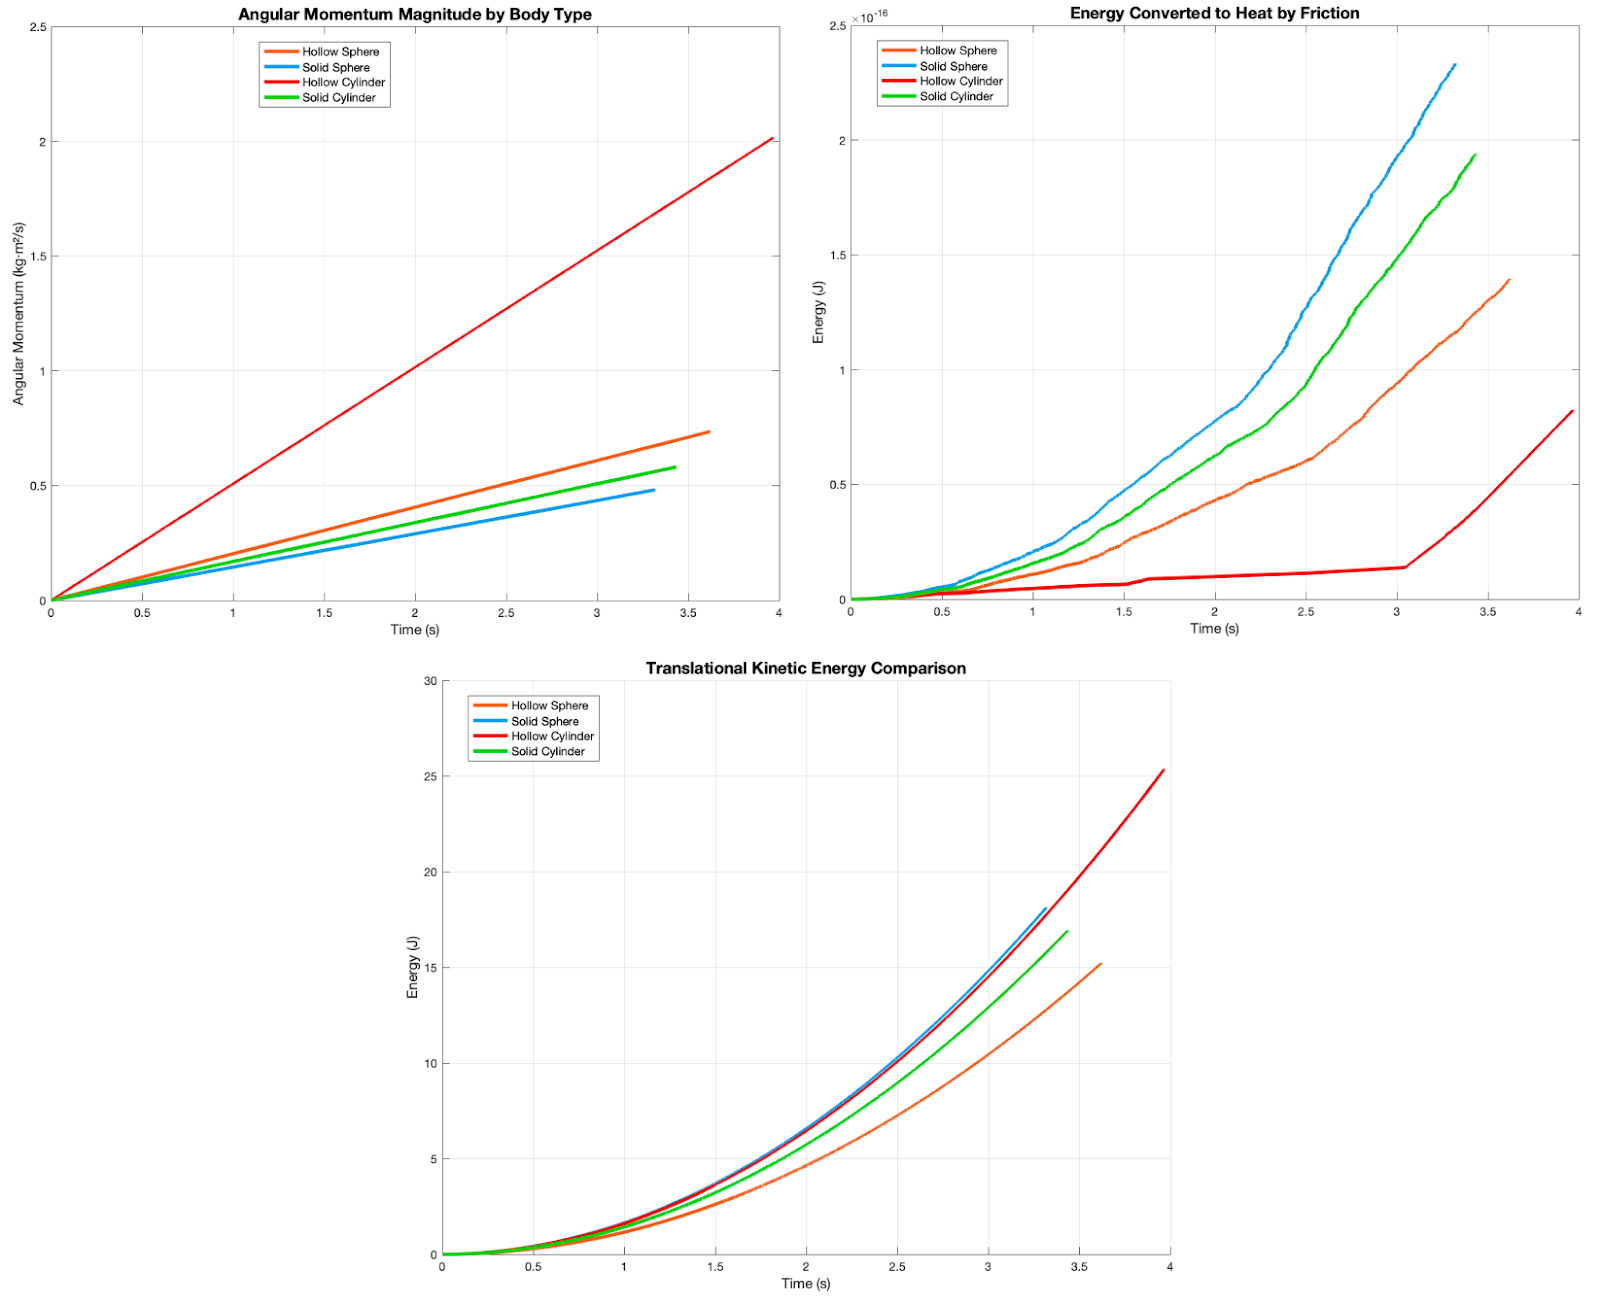 Angular Momentum Magnitude by Body Type
Hollow Sphere
Solid Sphere
Hollow Cylinder
Solid Cylinder
Angular Momentum (kg·m²/s)
2.5
2
1.5
1
0.5
0
0 0.5 1 1.5 2 2.5 3 3.5 4
Time (s)
Energy Converted to Heat by Friction
×10⁻¹⁶
Hollow Sphere
Solid Sphere
Hollow Cylinder
Solid Cylinder
Energy (J)
2.5
2
1.5
1
0.5
0
0 0.5 1 1.5 2 2.5 3 3.5 4
Time (s)
Translational Kinetic Energy Comparison
Hollow Sphere
Solid Sphere
Hollow Cylinder
Solid Cylinder
Energy (J)
30
25
20
15
10
5
0
0 0.5 1 1.5 2 2.5 3 3.5 4
Time (s)